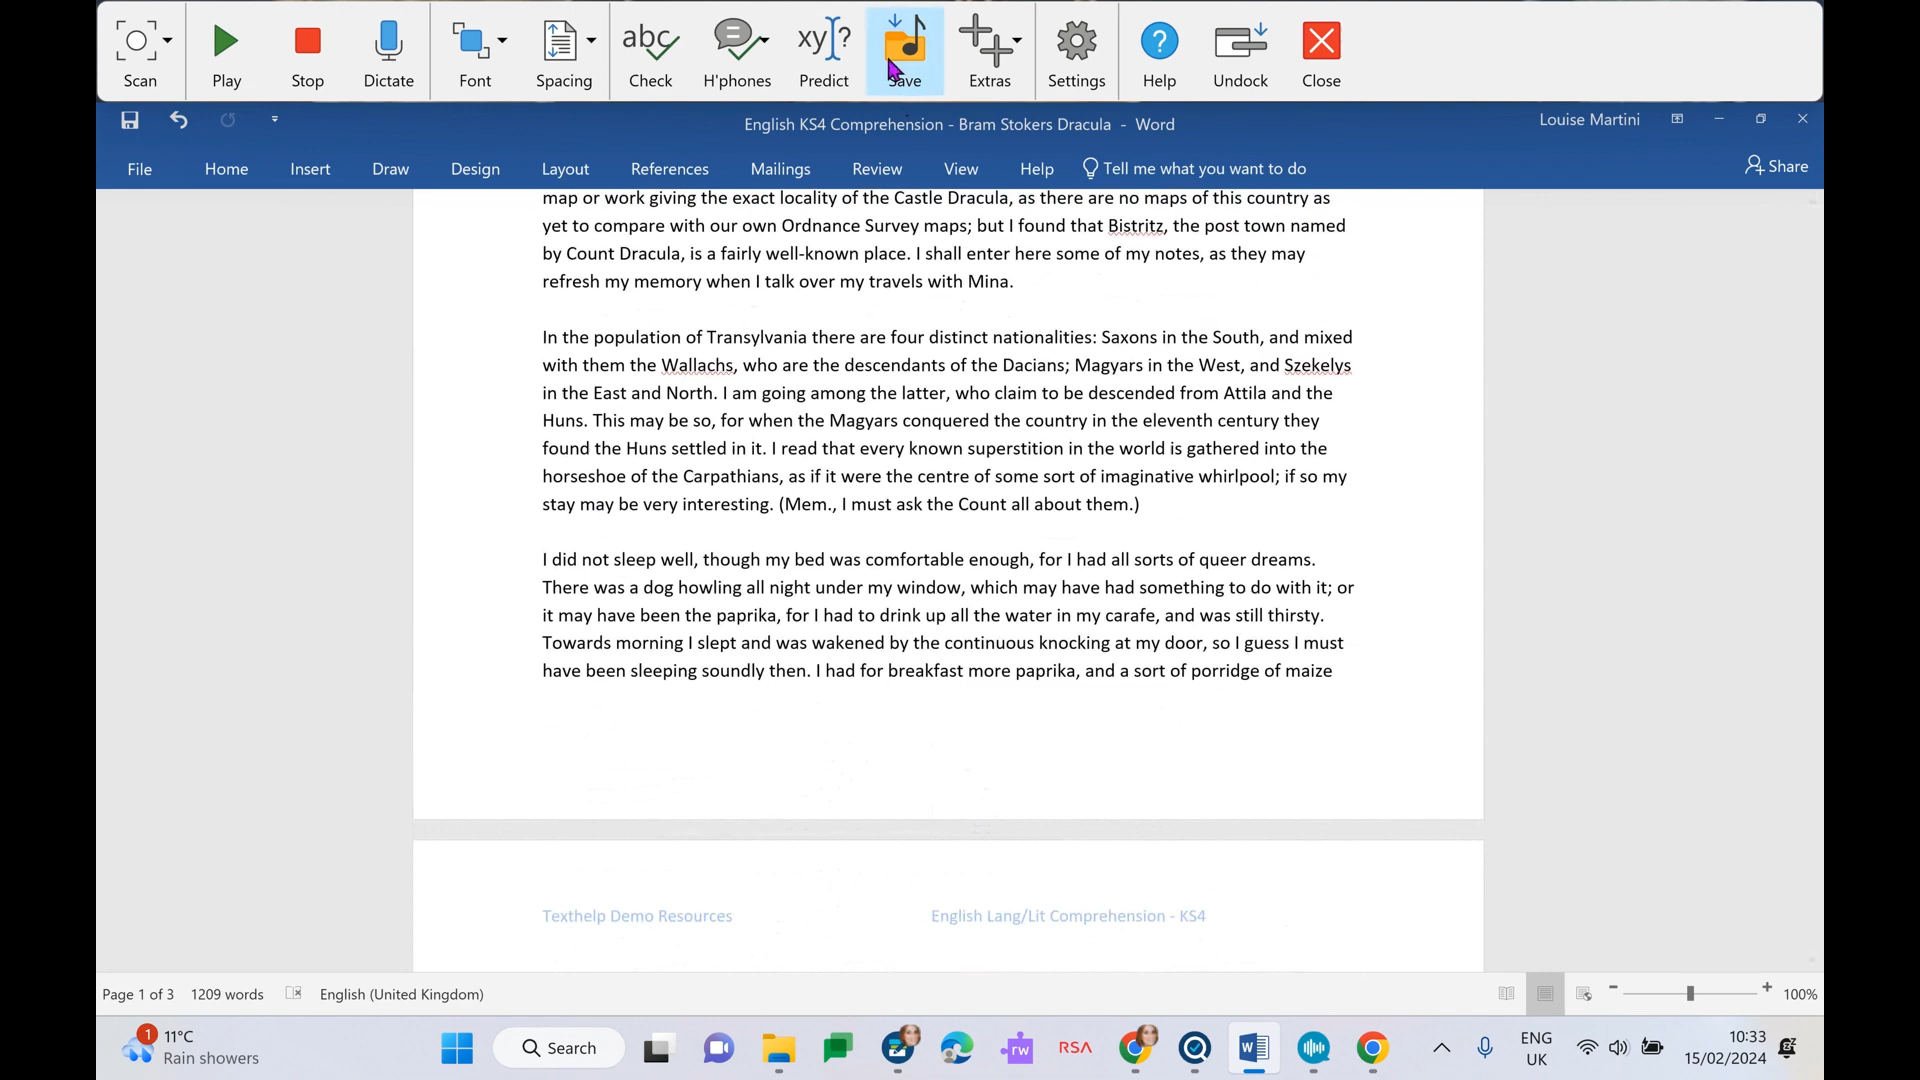 Scan
Play
Stop
Dictate
Font
Spacing
abc
Check
H'phones
xy ?
Predict
Save
Extras
Settings
?
Help
Undock
Close
English KS4 Comprehension - Bram Stokers Dracula - Word
Louise Martini
File Home Insert Draw Design Layout References Mailings Review View Help Tell me what you want to do
Share
map or work giving the exact locality of the Castle Dracula, as there are no maps of this country as
yet to compare with our own Ordnance Survey maps; but I found that Bistritz, the post town named
by Count Dracula, is a fairly well-known place. I shall enter here some of my notes, as they may
refresh my memory when I talk over my travels with Mina.
In the population of Transylvania there are four distinct nationalities: Saxons in the South, and mixed
with them the Wallachs, who are the descendants of the Dacians; Magyars in the West, and Szekelys
in the East and North. I am going among the latter, who claim to be descended from Attila and the
Huns. This may be so, for when the Magyars conquered the country in the eleventh century they
found the Huns settled in it. I read that every known superstition in the world is gathered into the
horseshoe of the Carpathians, as if it were the centre of some sort of imaginative whirlpool; if so my
stay may be very interesting. (Mem., I must ask the Count all about them.)
I did not sleep well, though my bed was comfortable enough, for I had all sorts of queer dreams.
There was a dog howling all night under my window, which may have had something to do with it; or
it may have been the paprika, for I had to drink up all the water in my carafe, and was still thirsty.
Towards morning I slept and was wakened by the continuous knocking at my door, so I guess I must
have been sleeping soundly then. I had for breakfast more paprika, and a sort of porridge of maize
Texthelp Demo Resources
English Lang/Lit Comprehension - KS4
Page 1 of 3 1209 words English (United Kingdom)
100%
1
11°C
Rain showers
Search
rw
RSA
W
ENG
UK
10:33
15/02/2024